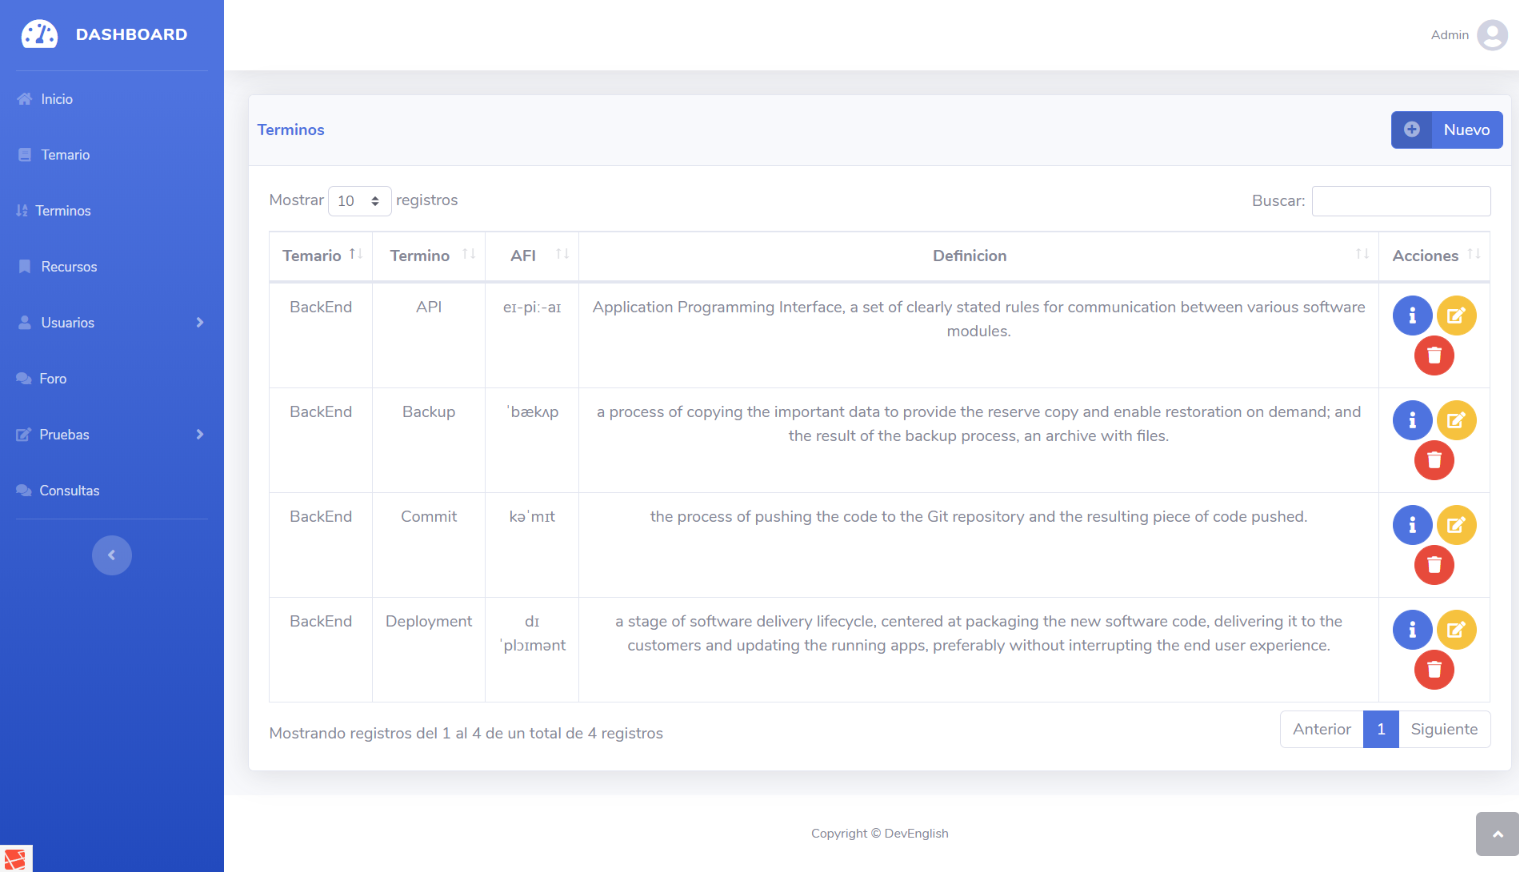 DASHBOARD
Admin
Inicio
Temario
Terminos
Recursos
Usuarios
Foro
Pruebas
Consultas
Terminos
Nuevo
Mostrar 10 registros
Buscar:
Temario Termino AFI Definicion Acciones
BackEnd API eɪ-piː-aɪ Application Programming Interface, a set of clearly stated rules for communication between various software
modules.
BackEnd Backup ˈbækʌp a process of copying the important data to provide the reserve copy and enable restoration on demand; and
the result of the backup process, an archive with files.
BackEnd Commit kəˈmɪt the process of pushing the code to the Git repository and the resulting piece of code pushed.
BackEnd Deployment dɪ a stage of software delivery lifecycle, centered at packaging the new software code, delivering it to the
ˈplɔɪmənt customers and updating the running apps, preferably without interrupting the end user experience.
Mostrando registros del 1 al 4 de un total de 4 registros
Anterior 1 Siguiente
Copyright © DevEnglish